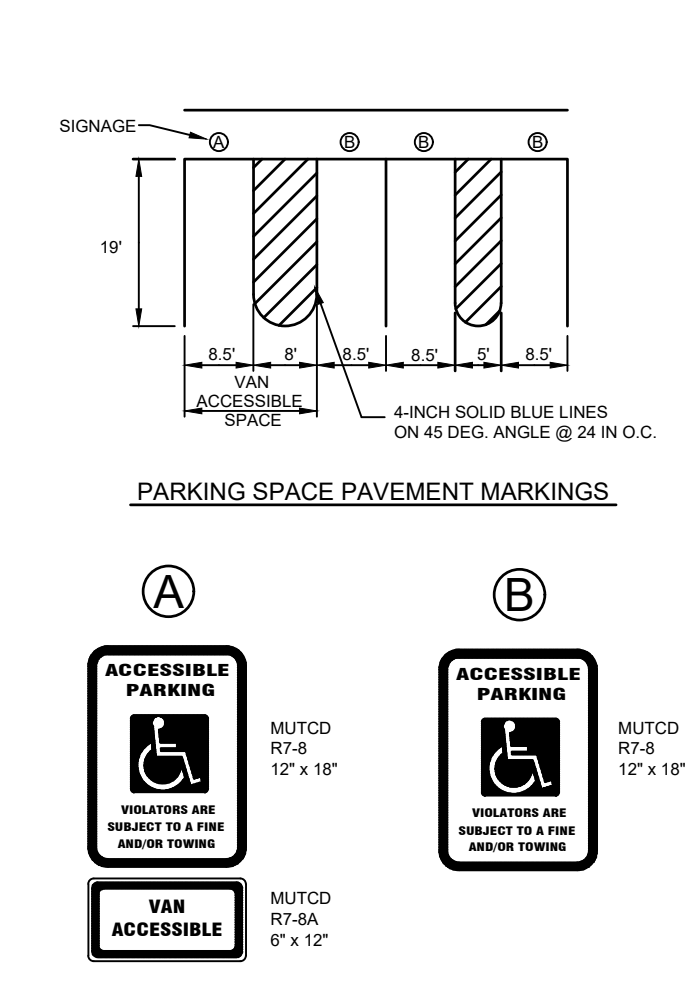 SIGNAGE
A
B
B
B
19'
8.5'
8'
8.5'
8.5'
5'
8.5'
VAN
ACCESSIBLE
SPACE
4-INCH SOLID BLUE LINES
ON 45 DEG. ANGLE @ 24 IN O.C.
PARKING SPACE PAVEMENT MARKINGS
A
ACCESSIBLE
PARKING
VIOLATORS ARE
SUBJECT TO A FINE
AND/OR TOWING
MUTCD
R7-8
12" x 18"
VAN
ACCESSIBLE
MUTCD
R7-8A
6" x 12"
B
ACCESSIBLE
PARKING
VIOLATORS ARE
SUBJECT TO A FINE
AND/OR TOWING
MUTCD
R7-8
12" x 18"